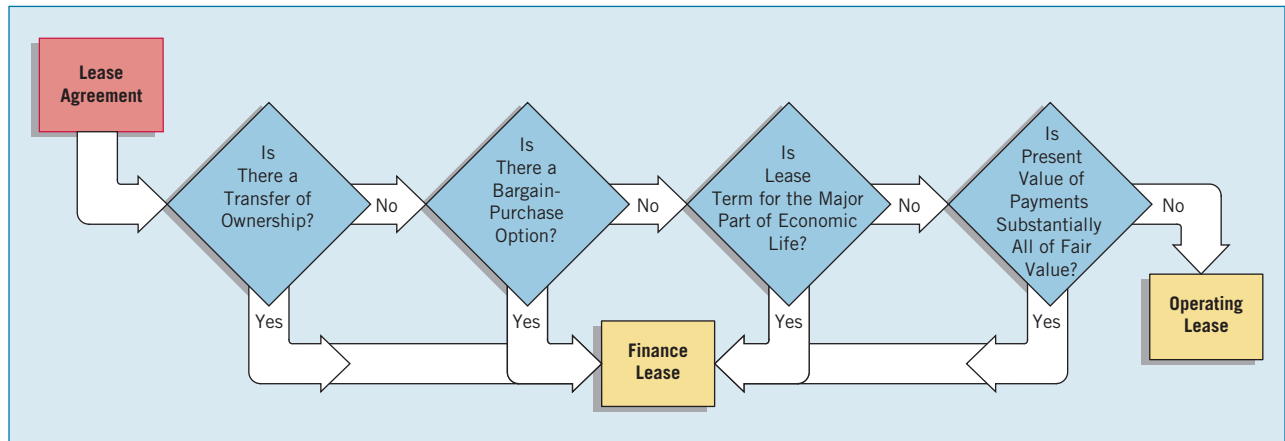 Lease
Agreement
Is
There a
Transfer of
Ownership?
Yes
No
Is
There a
Bargain-
Purchase
Option?
Yes
No
Is
Lease
Term for the Major
Part of Economic
Life?
Yes
No
Is
Present
Value of
Payments
Substantially
All of Fair
Value?
Yes
No
Finance
Lease
Operating
Lease